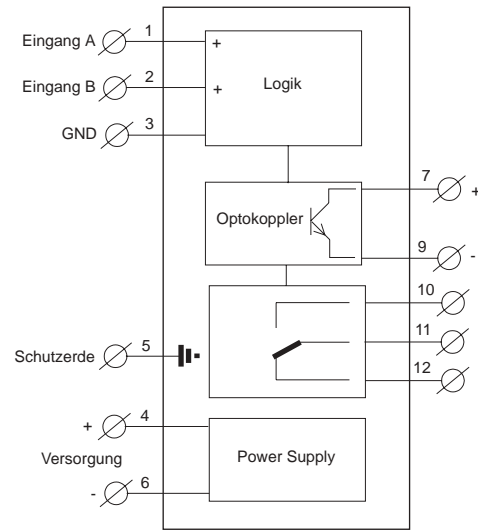 Eingang A 1 +
Logik
Eingang B 2 +
GND 3
7 +
Optokoppler
9 -
10
11
Schutzerde 5
12
+ 4
Versorgung
Power Supply
- 6